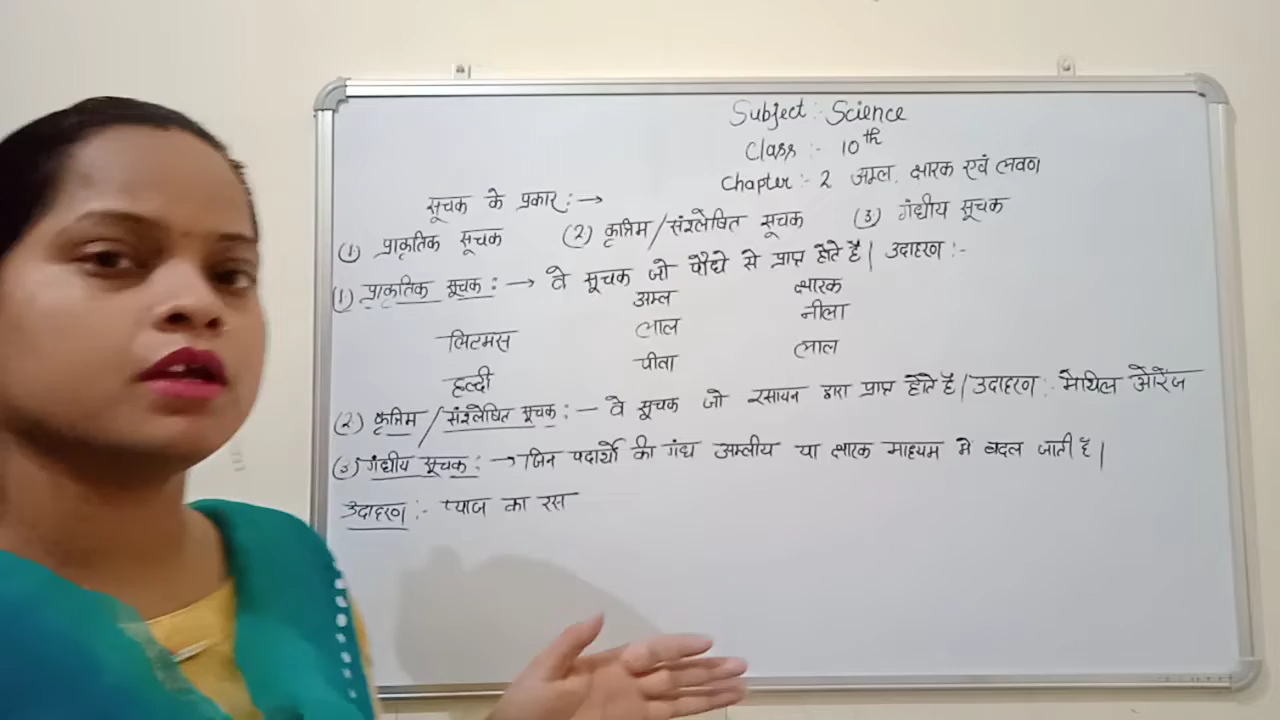 Subject :- Science
Class :- 10th
Chapter :- 2 अम्ल, क्षारक एवं लवण
सूचक के प्रकार :→
(1) प्राकृतिक सूचक (2) कृत्रिम/संश्लेषित सूचक (3) गंधीय सूचक
(1) प्राकृतिक सूचक :→ वे सूचक जो पौधे से प्राप्त होते है| उदाहरण :-
अम्ल क्षारक
लिटमस लाल नीला
हल्दी पीला लाल
(2) कृत्रिम/संश्लेषित सूचक :- वे सूचक जो रसायन द्वारा प्राप्त होते है| उदाहरण :- मेथिल ऑरेंज
(3) गंधीय सूचक :→ जिन पदार्थो की गंध अम्लीय या क्षारक माध्यम मे बदल जाती है|
उदाहरण :- प्याज का रस